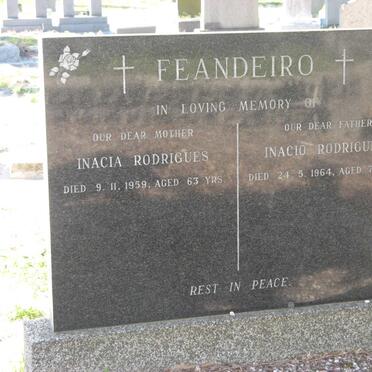 FEANDEIRO
IN LOVING MEMORY OF
OUR DEAR MOTHER
INACIA RODRIGUES
DIED 9. 11. 1959, AGED 63 YRS.
OUR DEAR FATHER
INACIO
DIED 24. 5. 1964, AGED
REST IN PEACE.